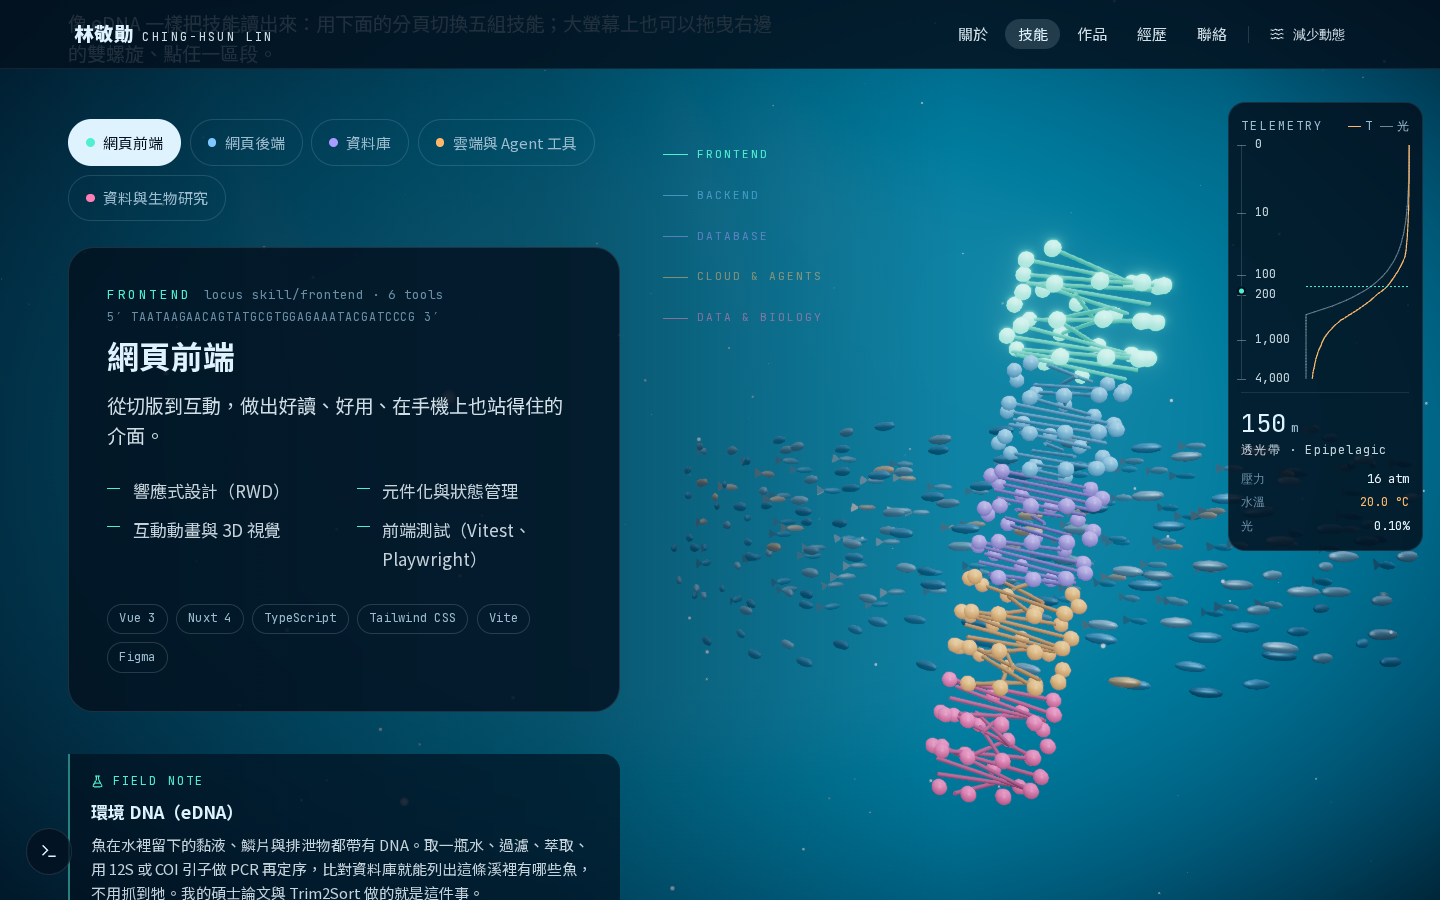 像 eDNA 一樣把技能讀出來：用下面的分頁切換五組技能；大螢幕上也可以拖曳右邊
的雙螺旋、點任一區段。
林敬勛 CHING-HSUN LIN
關於 技能 作品 經歷 聯絡 減少動態
網頁前端 網頁後端 資料庫 雲端與 Agent 工具
資料與生物研究
FRONTEND locus skill/frontend · 6 tools
5′ TAATAAGAACAGTATGCGTGGAGAAATACGATCCCG 3′
網頁前端
從切版到互動，做出好讀、好用、在手機上也站得住的
介面。
響應式設計（RWD） 元件化與狀態管理
互動動畫與 3D 視覺 前端測試（Vitest、
Playwright）
Vue 3 Nuxt 4 TypeScript Tailwind CSS Vite
Figma
FIELD NOTE
環境 DNA（eDNA）
魚在水裡留下的黏液、鱗片與排泄物都帶有 DNA。取一瓶水、過濾、萃取、
用 12S 或 COI 引子做 PCR 再定序，比對資料庫就能列出這條溪裡有哪些魚，
不用抓到牠。我的碩士論文與 Trim2Sort 做的就是這件事。
FRONTEND
BACKEND
DATABASE
CLOUD & AGENTS
DATA & BIOLOGY
TELEMETRY T 光
0
10
100
200
1,000
4,000
150 m
透光帶 · Epipelagic
壓力 16 atm
水溫 20.0 °C
光 0.10%